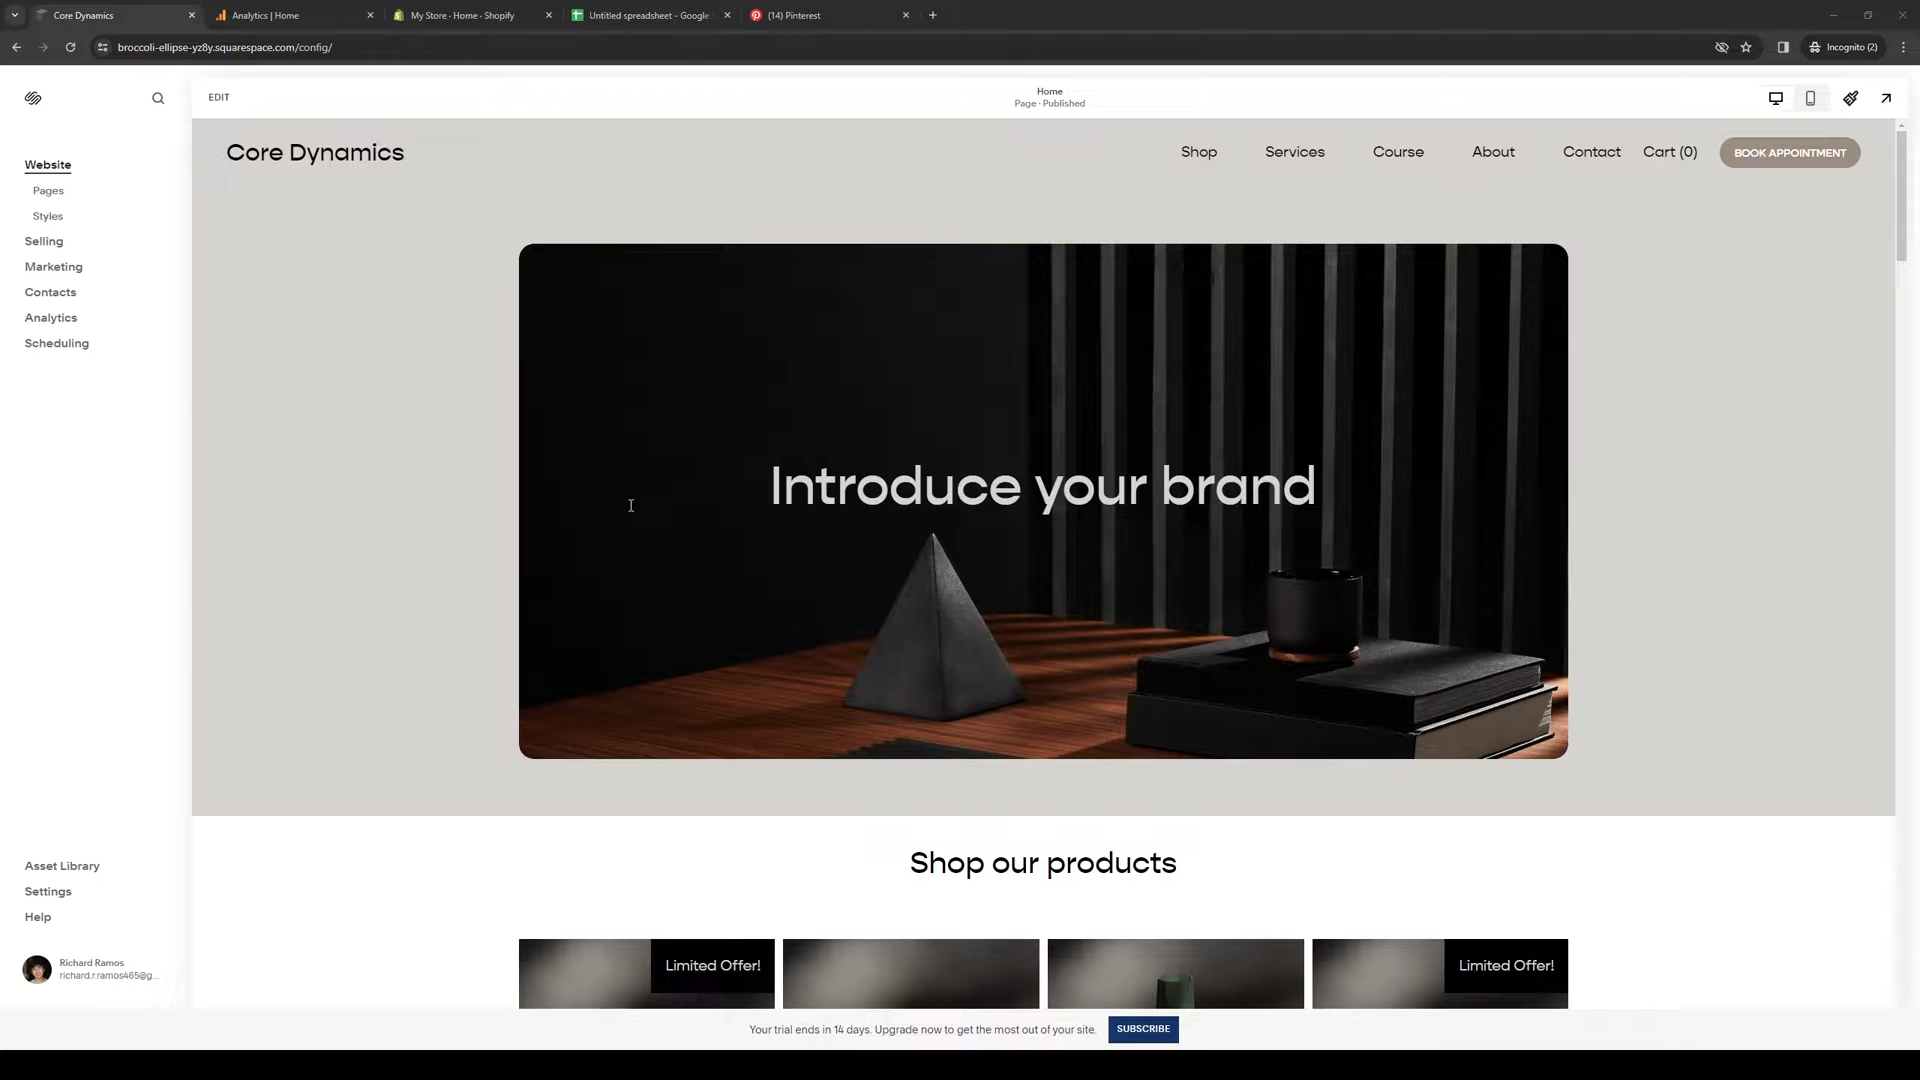 Core Dynamics
Analytics | Home
My Store · Home · Shopify
Untitled spreadsheet - Google
(14) Pinterest
broccoli-ellipse-yz8y.squarespace.com/config/
Incognito (2)
EDIT
Home
Page · Published
Website
Pages
Styles
Selling
Marketing
Contacts
Analytics
Scheduling
Core Dynamics
Shop
Services
Course
About
Contact
Cart (0)
BOOK APPOINTMENT
Introduce your brand
Shop our products
Limited Offer!
Limited Offer!
Asset Library
Settings
Help
Richard Ramos
richard.r.ramos465@g...
Your trial ends in 14 days. Upgrade now to get the most out of your site.
SUBSCRIBE